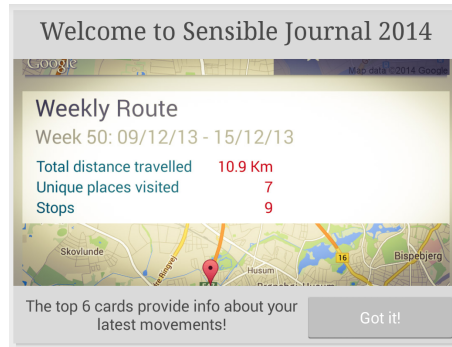 Welcome to Sensible Journal 2014
Google
Map data ©2014 Google
Weekly Route
Week 50: 09/12/13 - 15/12/13
Total distance travelled 10.9 Km
Unique places visited 7
Stops 9
Skovlunde
Ringvej
Husum
16
Bispebjerg
The top 6 cards provide info about your
latest movements!
Got it!